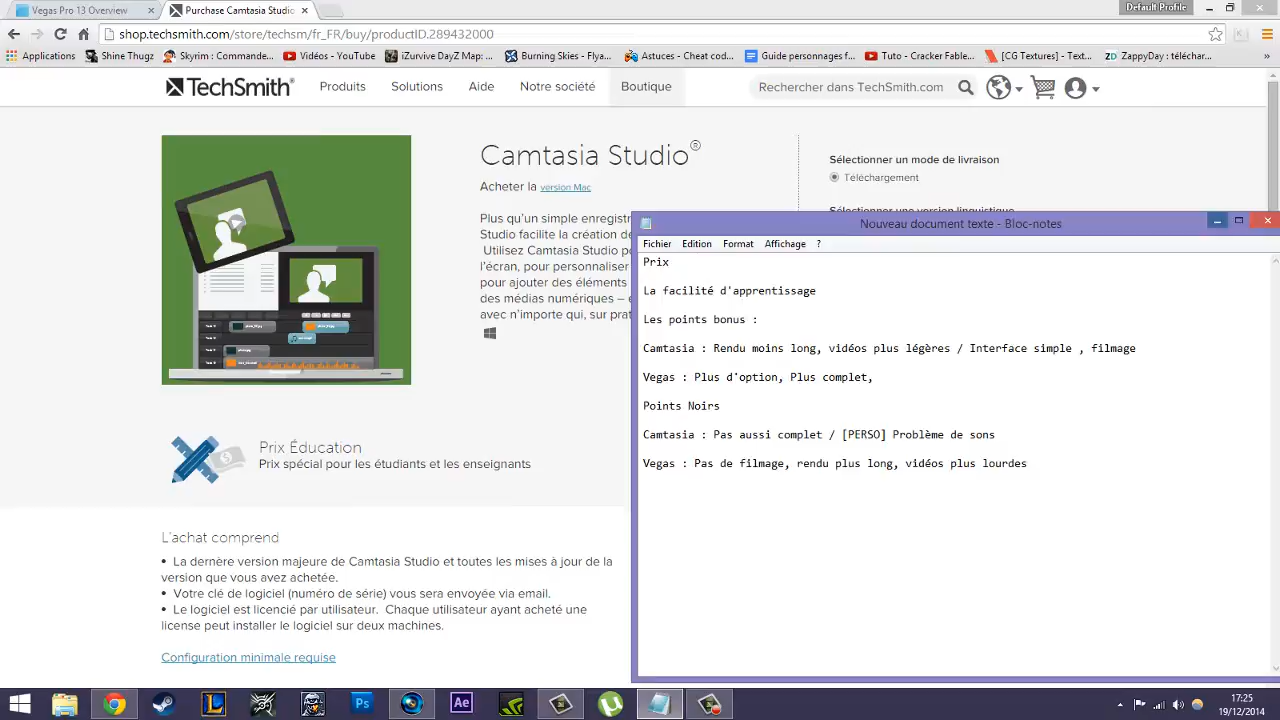 Vegas Pro 13 Overview
Purchase Camtasia Studio
Default Profile
shop.techsmith.com/store/techsm/fr_FR/buy/productID.289432000
Applications
Shine Thugz
Skyrim : Commande...
Vidéos - YouTube
iZurvive DayZ Map: ...
Burning Skies - Flya...
Astuces - Cheat cod...
Guide personnages f...
Tuto - Cracker Fable...
[CG Textures] - Text...
ZappyDay : téléchar...
TechSmith
Produits
Solutions
Aide
Notre société
Boutique
Rechercher dans TechSmith.com
Camtasia Studio®
Acheter la version Mac
Plus qu'un simple enregistr
Studio facilite la création de
Utilisez Camtasia Studio po
l'écran, pour personnaliser
pour ajouter des éléments
des médias numériques – e
avec n'importe qui, sur prat
Sélectionner un mode de livraison
Téléchargement
Sélectionner une version linguistique
Nouveau document texte - Bloc-notes
Fichier Edition Format Affichage ?
Prix
La facilité d'apprentissage
Les points bonus :
Camtasia : Rendu moins long, vidéos plus légères / Interface simple , filmage
Vegas : Plus d'option, Plus complet,
Points Noirs
Camtasia : Pas aussi complet / [PERSO] Problème de sons
Vegas : Pas de filmage, rendu plus long, vidéos plus lourdes
Prix Éducation
Prix spécial pour les étudiants et les enseignants
L'achat comprend
• La dernère version majeure de Camtasia Studio et toutes les mises à jour de la
version que vous avez achetée.
• Votre clé de logiciel (numéro de série) vous sera envoyée via email.
• Le logiciel est licencié par utilisateur. Chaque utilisateur ayant acheté une
license peut installer le logiciel sur deux machines.
Configuration minimale requise
Ps
Ae
17:25
19/12/2014